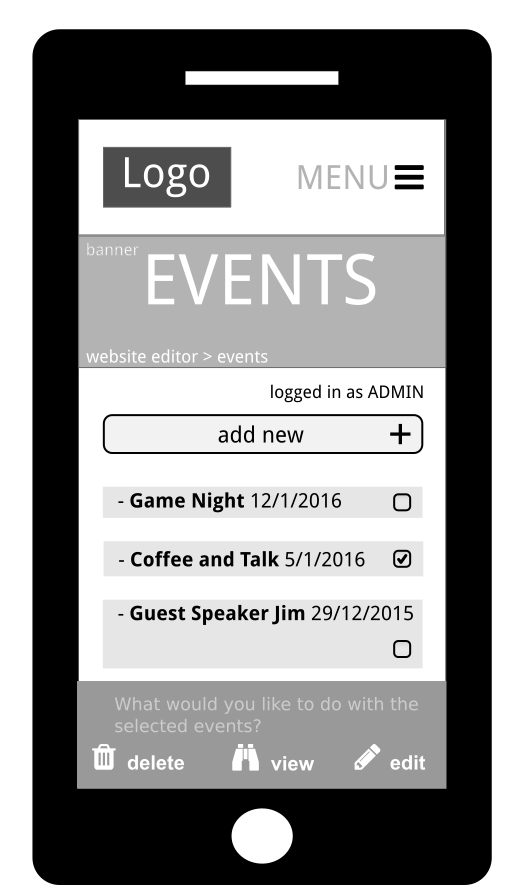 Logo MENU
banner
EVENTS
website editor > events
logged in as ADMIN
add new +
- Game Night 12/1/2016
- Coffee and Talk 5/1/2016
- Guest Speaker Jim 29/12/2015
What would you like to do with the
selected events?
delete view edit